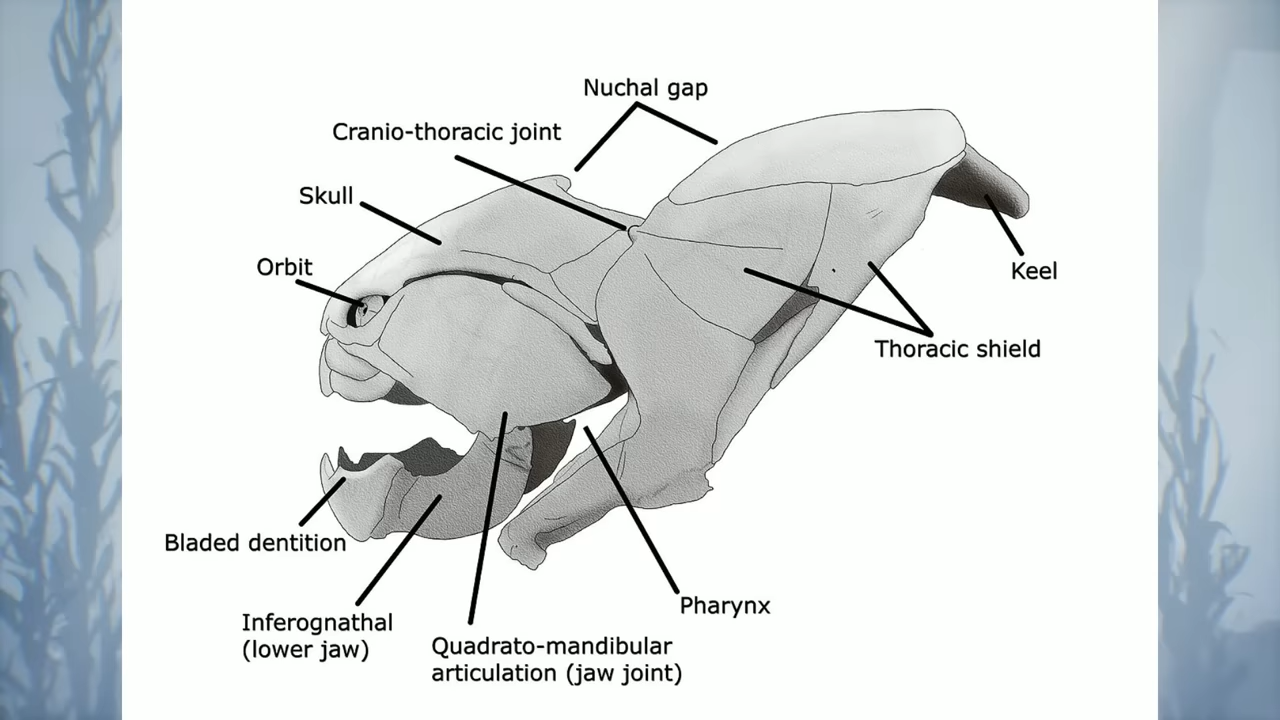 Nuchal gap
Cranio-thoracic joint
Skull
Orbit
Keel
Thoracic shield
Bladed dentition
Pharynx
Inferognathal
(lower jaw)
Quadrato-mandibular
articulation (jaw joint)